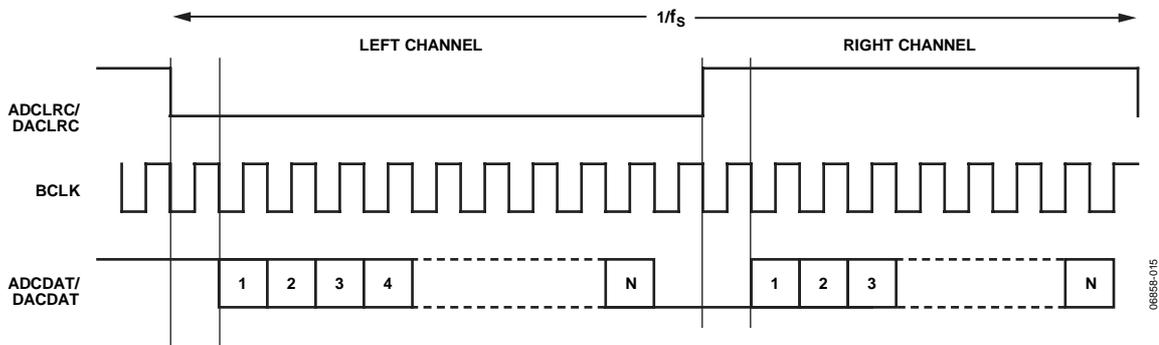 1/fS
LEFT CHANNEL
RIGHT CHANNEL
ADCLRC/
DACLRC
BCLK
ADCDAT/
DACDAT
1 2 3 4 N 1 2 3 N
06858-015